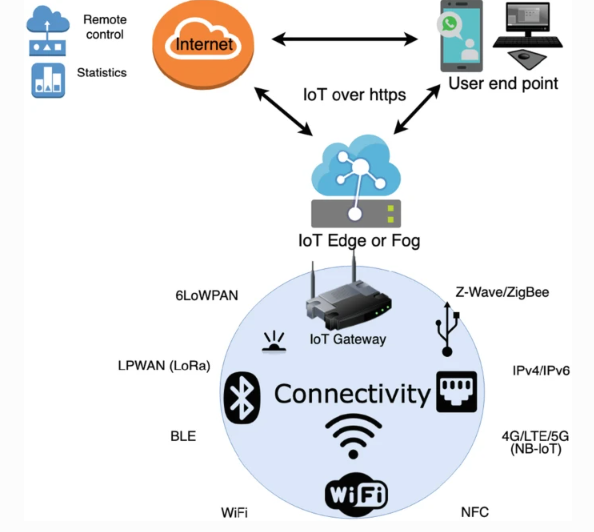 Remote
control
Internet
Statistics
User end point
IoT over https
IoT Edge or Fog
6LoWPAN
Z-Wave/ZigBee
IoT Gateway
LPWAN (LoRa)
IPv4/IPv6
Connectivity
BLE
4G/LTE/5G
(NB-IoT)
WiFi
WiFi
NFC